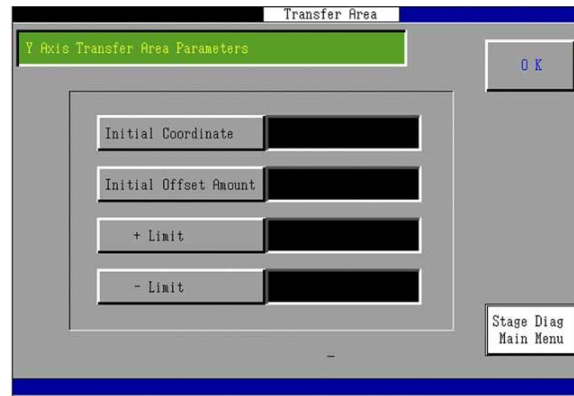 Transfer Area
Y Axis Transfer Area Parameters
O K
Initial Coordinate
Initial Offset Amount
+ Limit
- Limit
Stage Diag
Main Menu
_